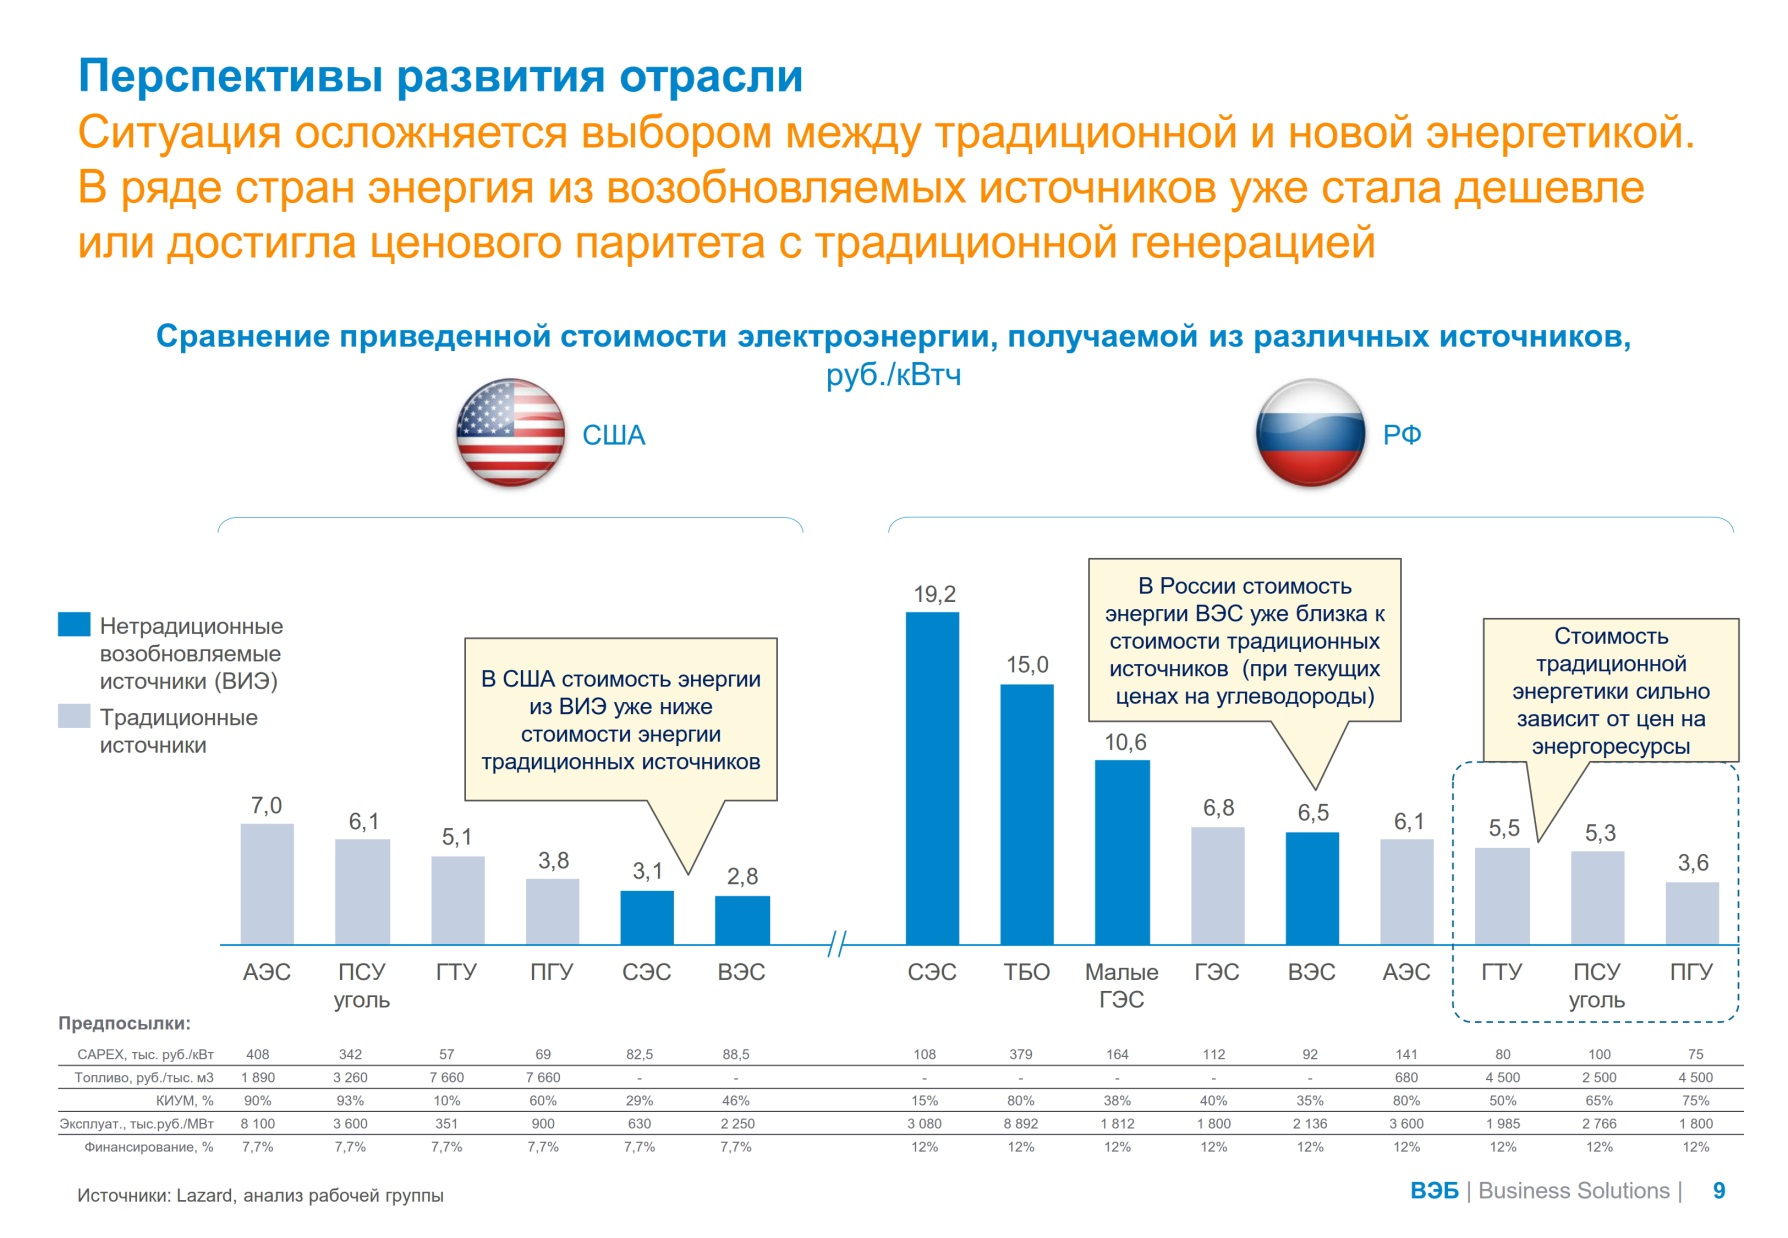 Перспективы развития отрасли
Ситуация осложняется выбором между традиционной и новой энергетикой.
В ряде стран энергия из возобновляемых источников уже стала дешевле
или достигла ценового паритета с традиционной генерацией
Сравнение приведенной стоимости электроэнергии, получаемой из различных источников,
руб./кВтч
США
РФ
Нетрадиционные
возобновляемые
источники (ВИЭ)
Традиционные
источники
В США стоимость энергии
из ВИЭ уже ниже
стоимости энергии
традиционных источников
7,0 6,1 5,1 3,8 3,1 2,8
АЭС ПСУ ГТУ ПГУ СЭС ВЭС
уголь
В России стоимость
энергии ВЭС уже близка к
стоимости традиционных
источников (при текущих
ценах на углеводороды)
Стоимость
традиционной
энергетики сильно
зависит от цен на
энергоресурсы
19,2 15,0 10,6 6,8 6,5 6,1 5,5 5,3 3,6
СЭС ТБО Малые ГЭС ВЭС АЭС ГТУ ПСУ ПГУ
ГЭС уголь
Предпосылки:
CAPEX, тыс. руб./кВт 408 342 57 69 82,5 88,5 108 379 164 112 92 141 80 100 75
Топливо, руб./тыс. м3 1 890 3 260 7 660 7 660 - - - - - - - 680 4 500 2 500 4 500
КИУМ, % 90% 93% 10% 60% 29% 46% 15% 80% 38% 40% 35% 80% 50% 65% 75%
Эксплуат., тыс.руб./МВт 8 100 3 600 351 900 630 2 250 3 080 8 892 1 812 1 800 2 136 3 600 1 985 2 766 1 800
Финансирование, % 7,7% 7,7% 7,7% 7,7% 7,7% 7,7% 12% 12% 12% 12% 12% 12% 12% 12% 12%
Источники: Lazard, анализ рабочей группы
ВЭБ | Business Solutions | 9